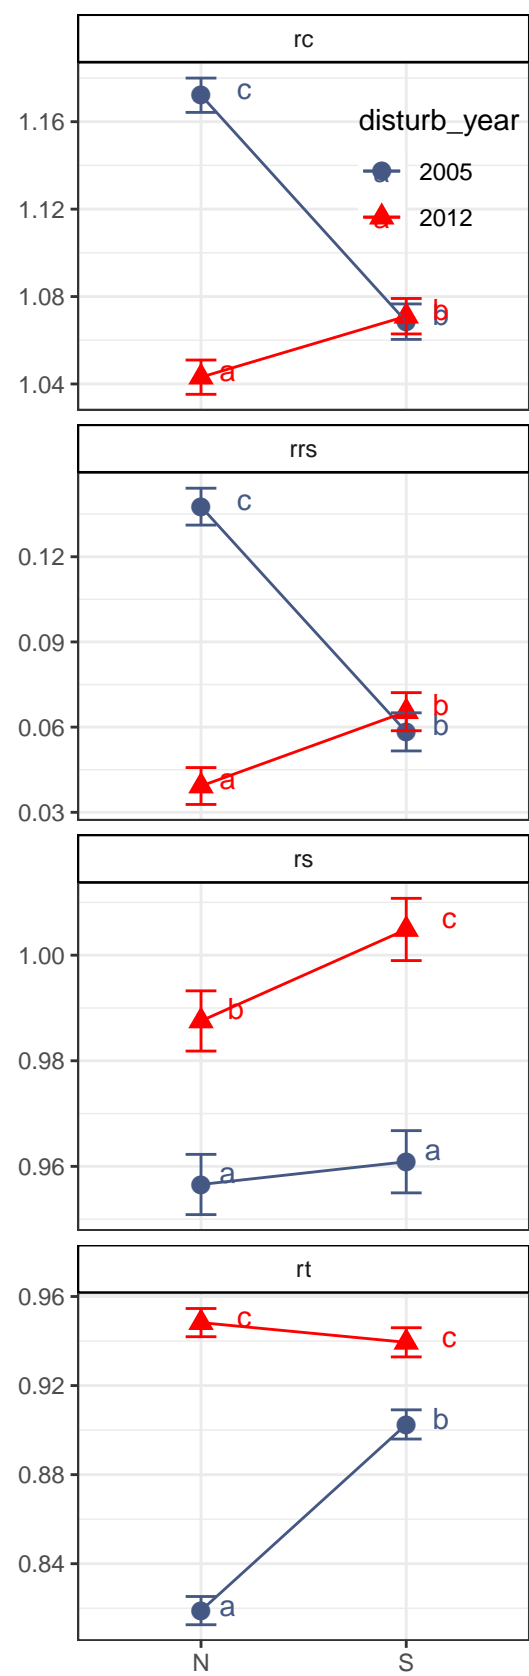 rc
1.16
1.12
1.08
1.04
c
disturb_year
a 2005
a 2012
b
b
a
rrs
0.12
0.09
0.06
0.03
c
b
b
a
rs
1.00
0.98
0.96
c
b
a
a
rt
0.96
0.92
0.88
0.84
c
c
b
a
N S